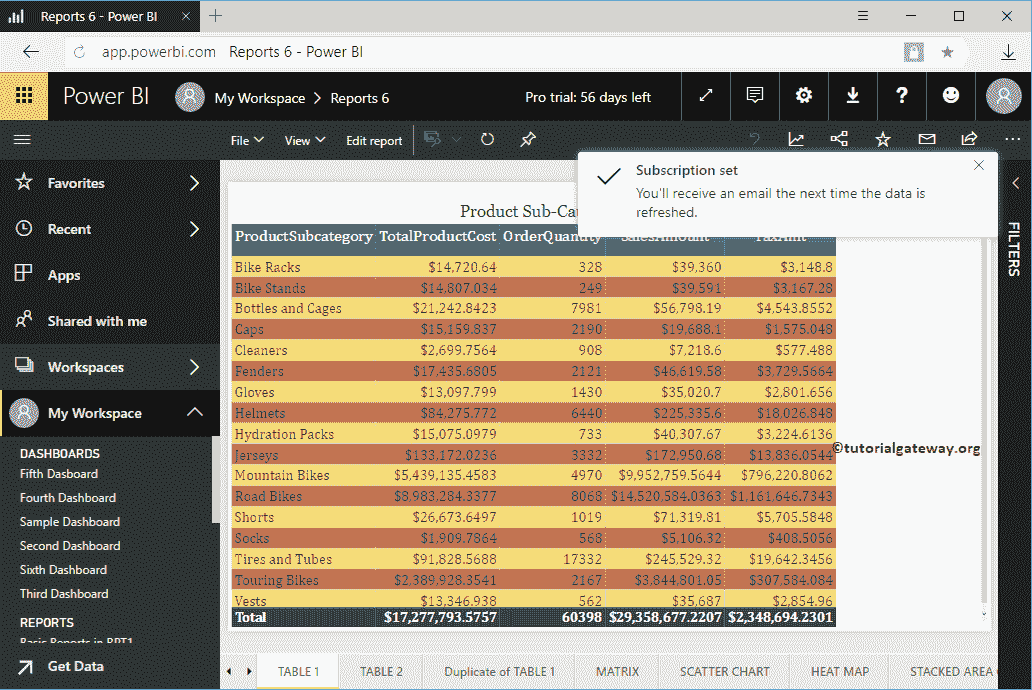 Reports 6 - Power BI
app.powerbi.com Reports 6 - Power BI
Power BI My Workspace > Reports 6 Pro trial: 56 days left
File View Edit report
Subscription set
You'll receive an email the next time the data is
refreshed.
Favorites
Recent
Apps
Shared with me
Workspaces
My Workspace
DASHBOARDS
Fifth Dasboard
Fourth Dashboard
Sample Dashboard
Second Dashboard
Sixth Dashboard
Third Dashboard
REPORTS
Basic Reports in RPT1
Get Data
Product Sub-Ca
ProductSubcategory TotalProductCost OrderQuantity SalesAmount TaxAmt
Bike Racks $14,720.64 328 $39,360 $3,148.8
Bike Stands $14,807.034 249 $39,591 $3,167.28
Bottles and Cages $21,242.8423 7981 $56,798.19 $4,543.8552
Caps $15,159.837 2190 $19,688.1 $1,575.048
Cleaners $2,699.7564 908 $7,218.6 $577.488
Fenders $17,435.6805 2121 $46,619.58 $3,729.5664
Gloves $13,097.799 1430 $35,020.7 $2,801.656
Helmets $84,275.772 6440 $225,335.6 $18,026.848
Hydration Packs $15,075.0979 733 $40,307.67 $3,224.6136
Jerseys $133,172.0236 3332 $172,950.68 $13,836.0544
Mountain Bikes $5,439,135.4583 4970 $9,952,759.5644 $796,220.8062
Road Bikes $8,983,284.3377 8068 $14,520,584.0363 $1,161,646.7343
Shorts $26,673.6497 1019 $71,319.81 $5,705.5848
Socks $1,909.7864 568 $5,106.32 $408.5056
Tires and Tubes $91,828.5688 17332 $245,529.32 $19,642.3456
Touring Bikes $2,389,928.3541 2167 $3,844,801.05 $307,584.084
Vests $13,346.938 562 $35,687 $2,854.96
Total $17,277,793.5757 60398 $29,358,677.2207 $2,348,694.2301
©tutorialgateway.org
FILTERS
TABLE 1 TABLE 2 Duplicate of TABLE 1 MATRIX SCATTER CHART HEAT MAP STACKED AREA